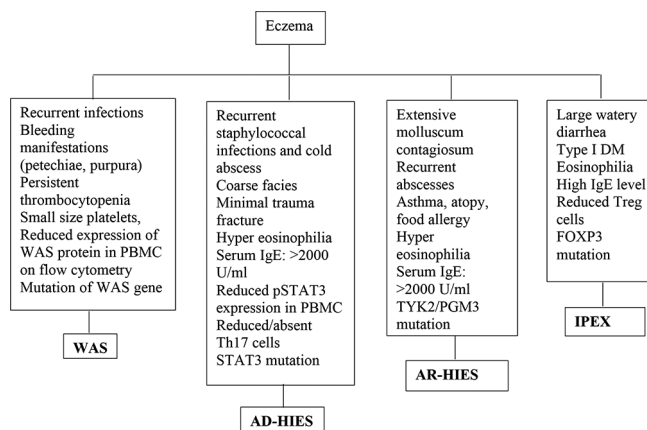 Eczema
Recurrent infections
Bleeding
manifestations
(petechiae, purpura)
Persistent
thrombocytopenia
Small size platelets,
Reduced expression of
WAS protein in PBMC
on flow cytometry
Mutation of WAS gene
WAS
Recurrent
staphylococcal
infections and cold
abscess
Coarse facies
Minimal trauma
fracture
Hyper eosinophilia
Serum IgE: >2000
U/ml
Reduced pSTAT3
expression in PBMC
Reduced/absent
Th17 cells
STAT3 mutation
AD-HIES
Extensive
molluscum
contagiosum
Recurrent
abscesses
Asthma, atopy,
food allergy
Hyper
eosinophilia
Serum IgE:
>2000 U/ml
TYK2/PGM3
mutation
AR-HIES
Large watery
diarrhea
Type I DM
Eosinophilia
High IgE level
Reduced Treg
cells
FOXP3
mutation
IPEX